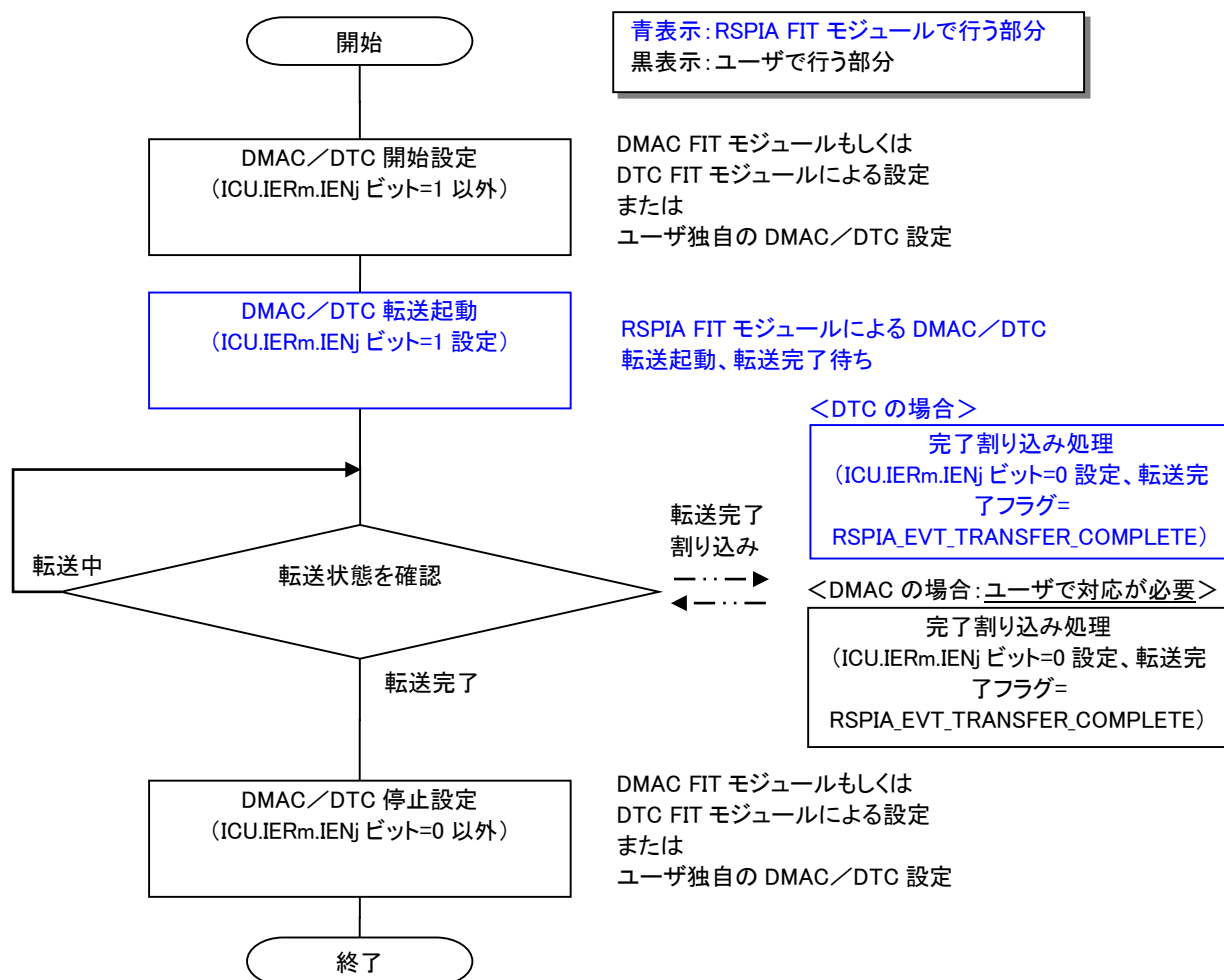 開始
青表示：RSPIA FIT モジュールで行う部分
黒表示：ユーザで行う部分
DMAC／DTC 開始設定
（ICU.IERm.IENj ビット=1 以外）
DMAC FIT モジュールもしくは
DTC FIT モジュールによる設定
または
ユーザ独自の DMAC／DTC 設定
DMAC／DTC 転送起動
（ICU.IERm.IENj ビット=1 設定）
RSPIA FIT モジュールによる DMAC／DTC
転送起動、転送完了待ち
＜DTC の場合＞
完了割り込み処理
（ICU.IERm.IENj ビット=0 設定、転送完
了フラグ=
RSPIA_EVT_TRANSFER_COMPLETE）
転送完了
割り込み
転送中
転送状態を確認
＜DMAC の場合：ユーザで対応が必要＞
完了割り込み処理
（ICU.IERm.IENj ビット=0 設定、転送完
了フラグ=
RSPIA_EVT_TRANSFER_COMPLETE）
転送完了
DMAC／DTC 停止設定
（ICU.IERm.IENj ビット=0 以外）
DMAC FIT モジュールもしくは
DTC FIT モジュールによる設定
または
ユーザ独自の DMAC／DTC 設定
終了